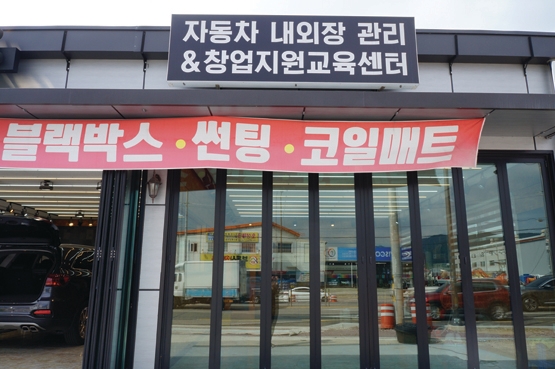 자동차 내외장 관리
&창업지원교육센터
블랙박스·썬팅·코일매트